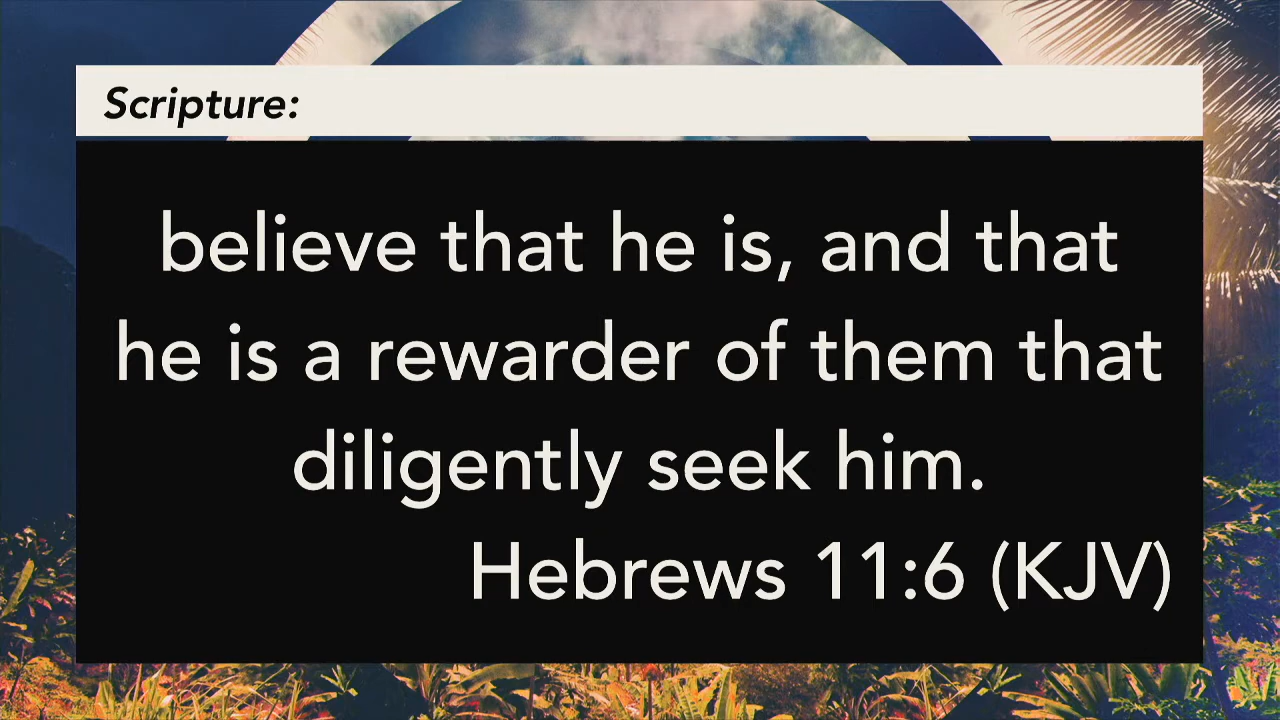 Scripture:
believe that he is, and that
he is a rewarder of them that
diligently seek him.
Hebrews 11:6 (KJV)